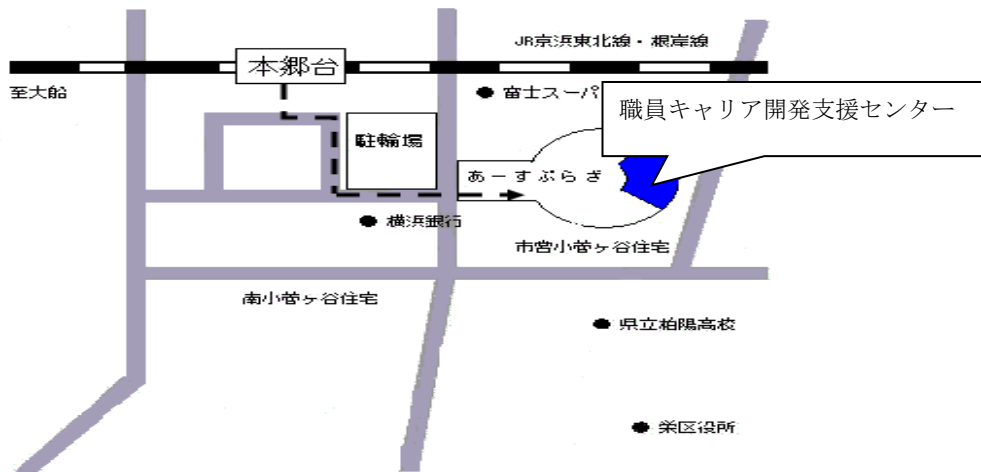 JR京浜東北線・根岸線
本郷台
至大船
富士スーパ
職員キャリア開発支援センター
駐輪場
あーすぷらざ
横浜銀行
市営小菅ヶ谷住宅
南小菅ヶ谷住宅
県立柏陽高校
栄区役所